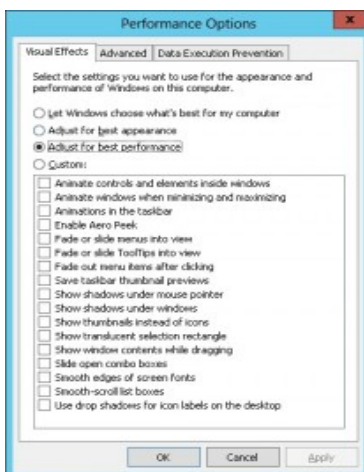 Performance Options
x
Visual Effects Advanced Data Execution Prevention
Select the settings you want to use for the appearance and
performance of Windows on this computer.
Let Windows choose what's best for my computer
Adjust for best appearance
Adjust for best performance
Custom:
Animate controls and elements inside windows
Animate windows when minimizing and maximizing
Animations in the taskbar
Enable Aero Peek
Fade or slide menus into view
Fade or slide ToolTips into view
Fade out menu items after clicking
Save taskbar thumbnail previews
Show shadows under mouse pointer
Show shadows under windows
Show thumbnails instead of icons
Show translucent selection rectangle
Show window contents while dragging
Slide open combo boxes
Smooth edges of screen fonts
Smooth-scroll list boxes
Use drop shadows for icon labels on the desktop
OK Cancel Apply